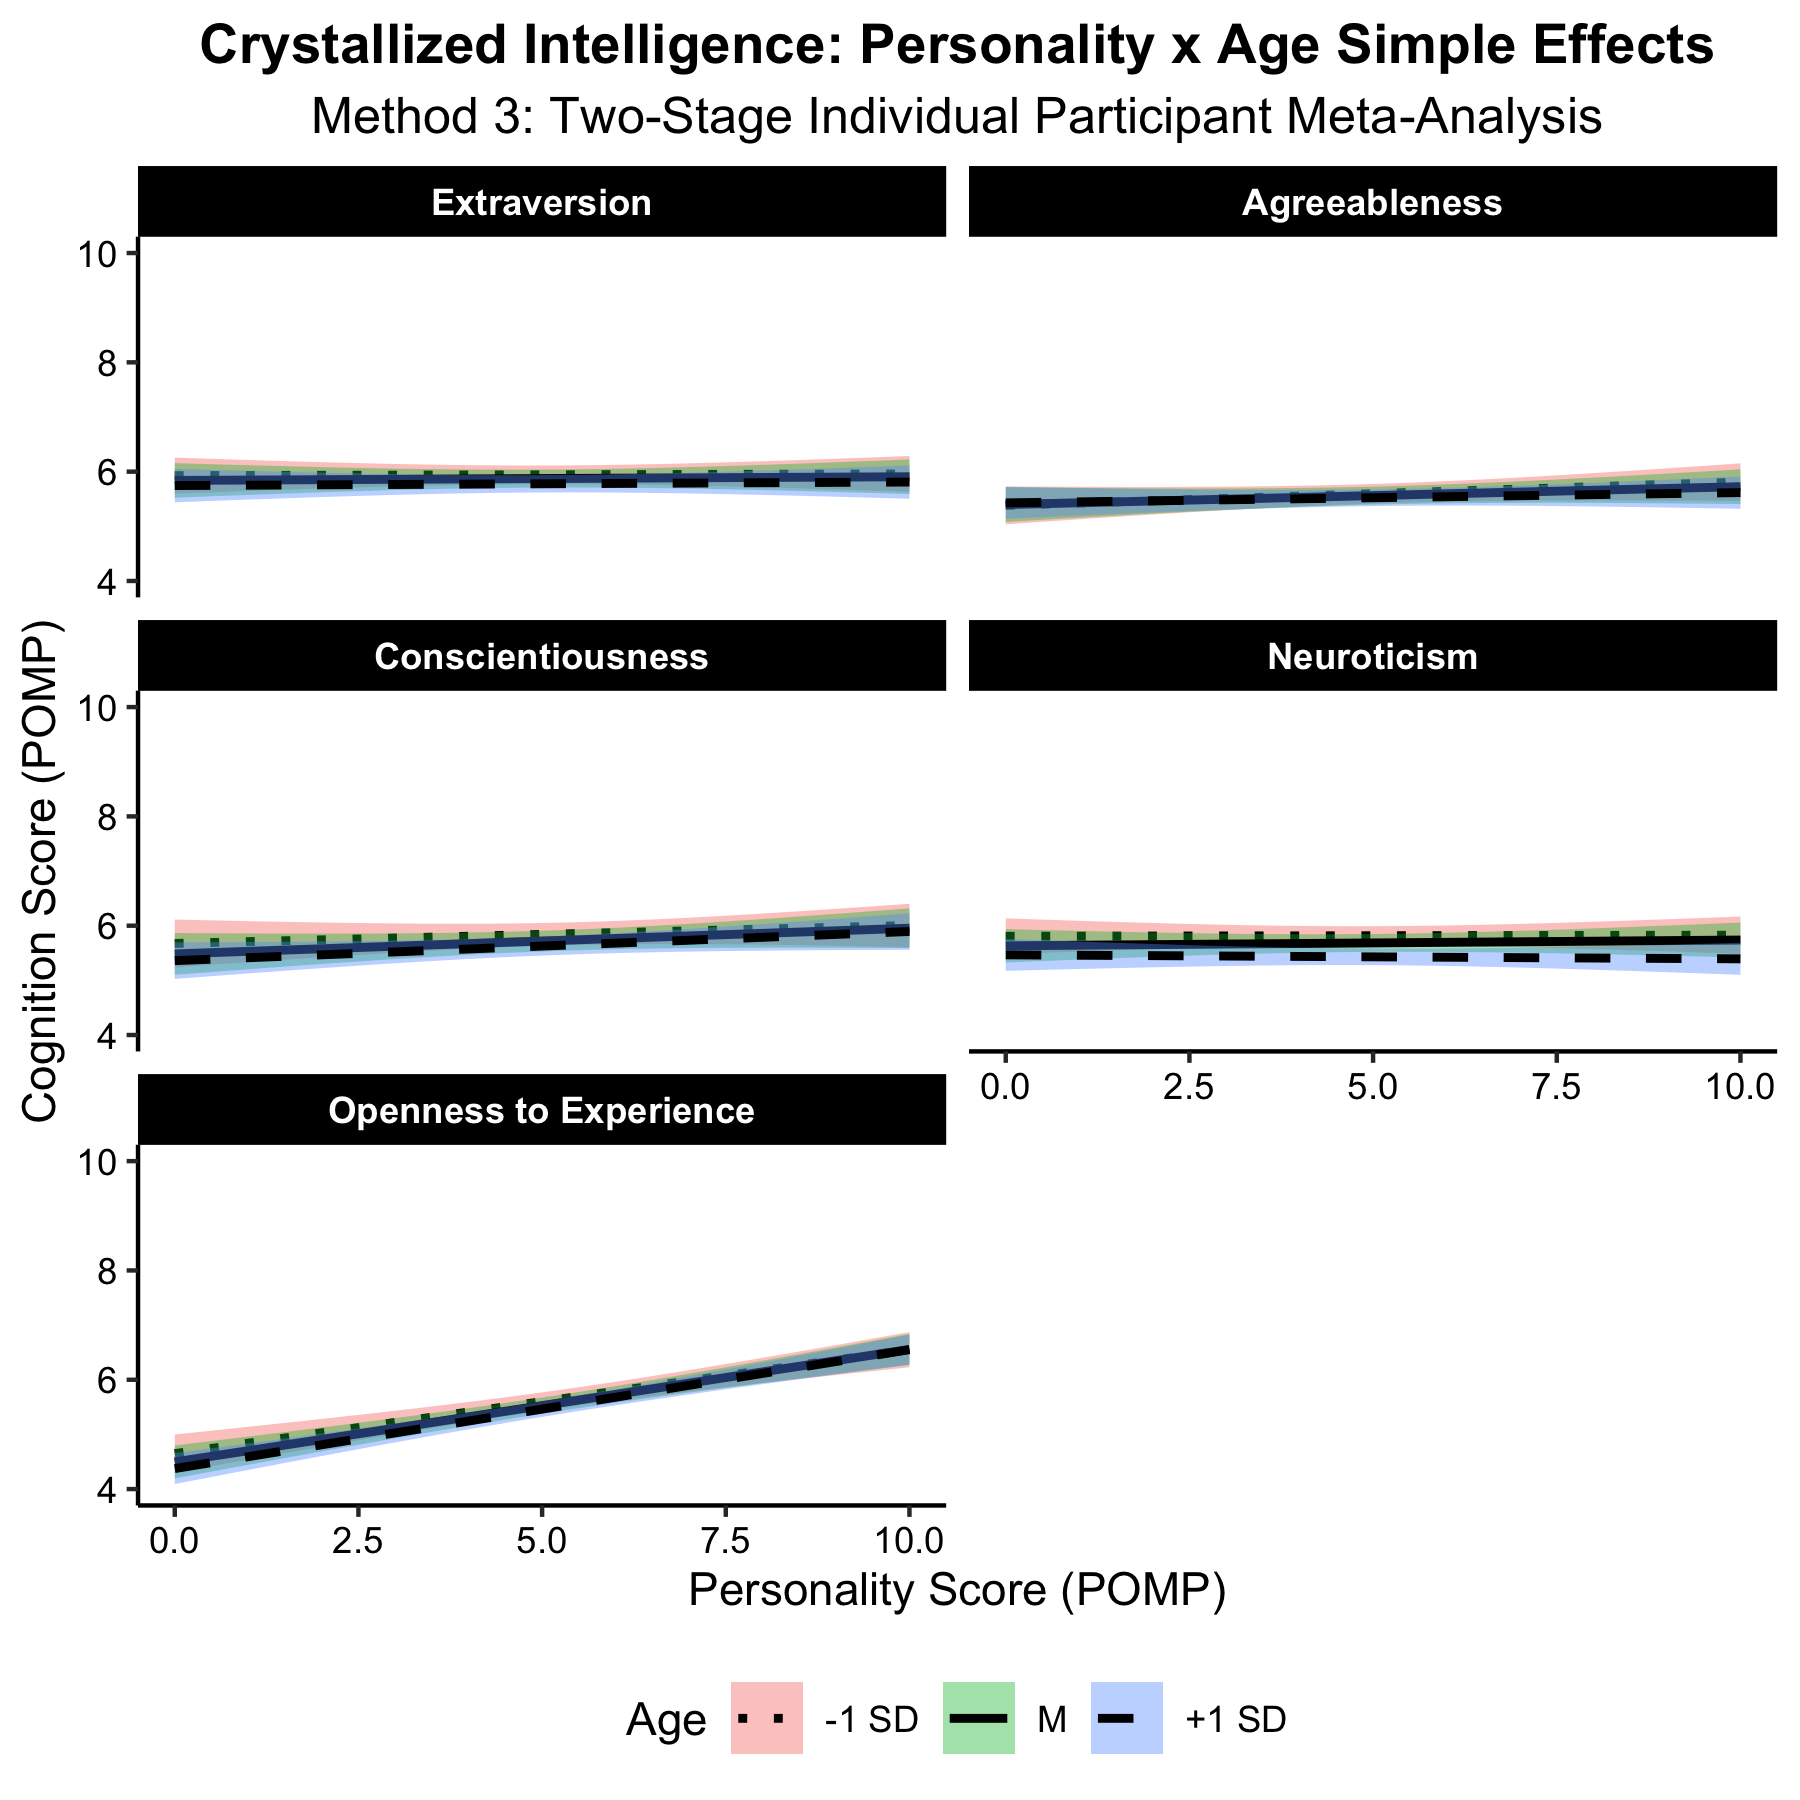 Crystallized Intelligence: Personality x Age Simple Effects
Method 3: Two-Stage Individual Participant Meta-Analysis
Extraversion
Agreeableness
10
8
6
4
Conscientiousness
Neuroticism
10
8
6
4
0.0 2.5 5.0 7.5 10.0
Openness to Experience
10
8
6
4
0.0 2.5 5.0 7.5 10.0
Cognition Score (POMP)
Personality Score (POMP)
Age -1 SD M +1 SD